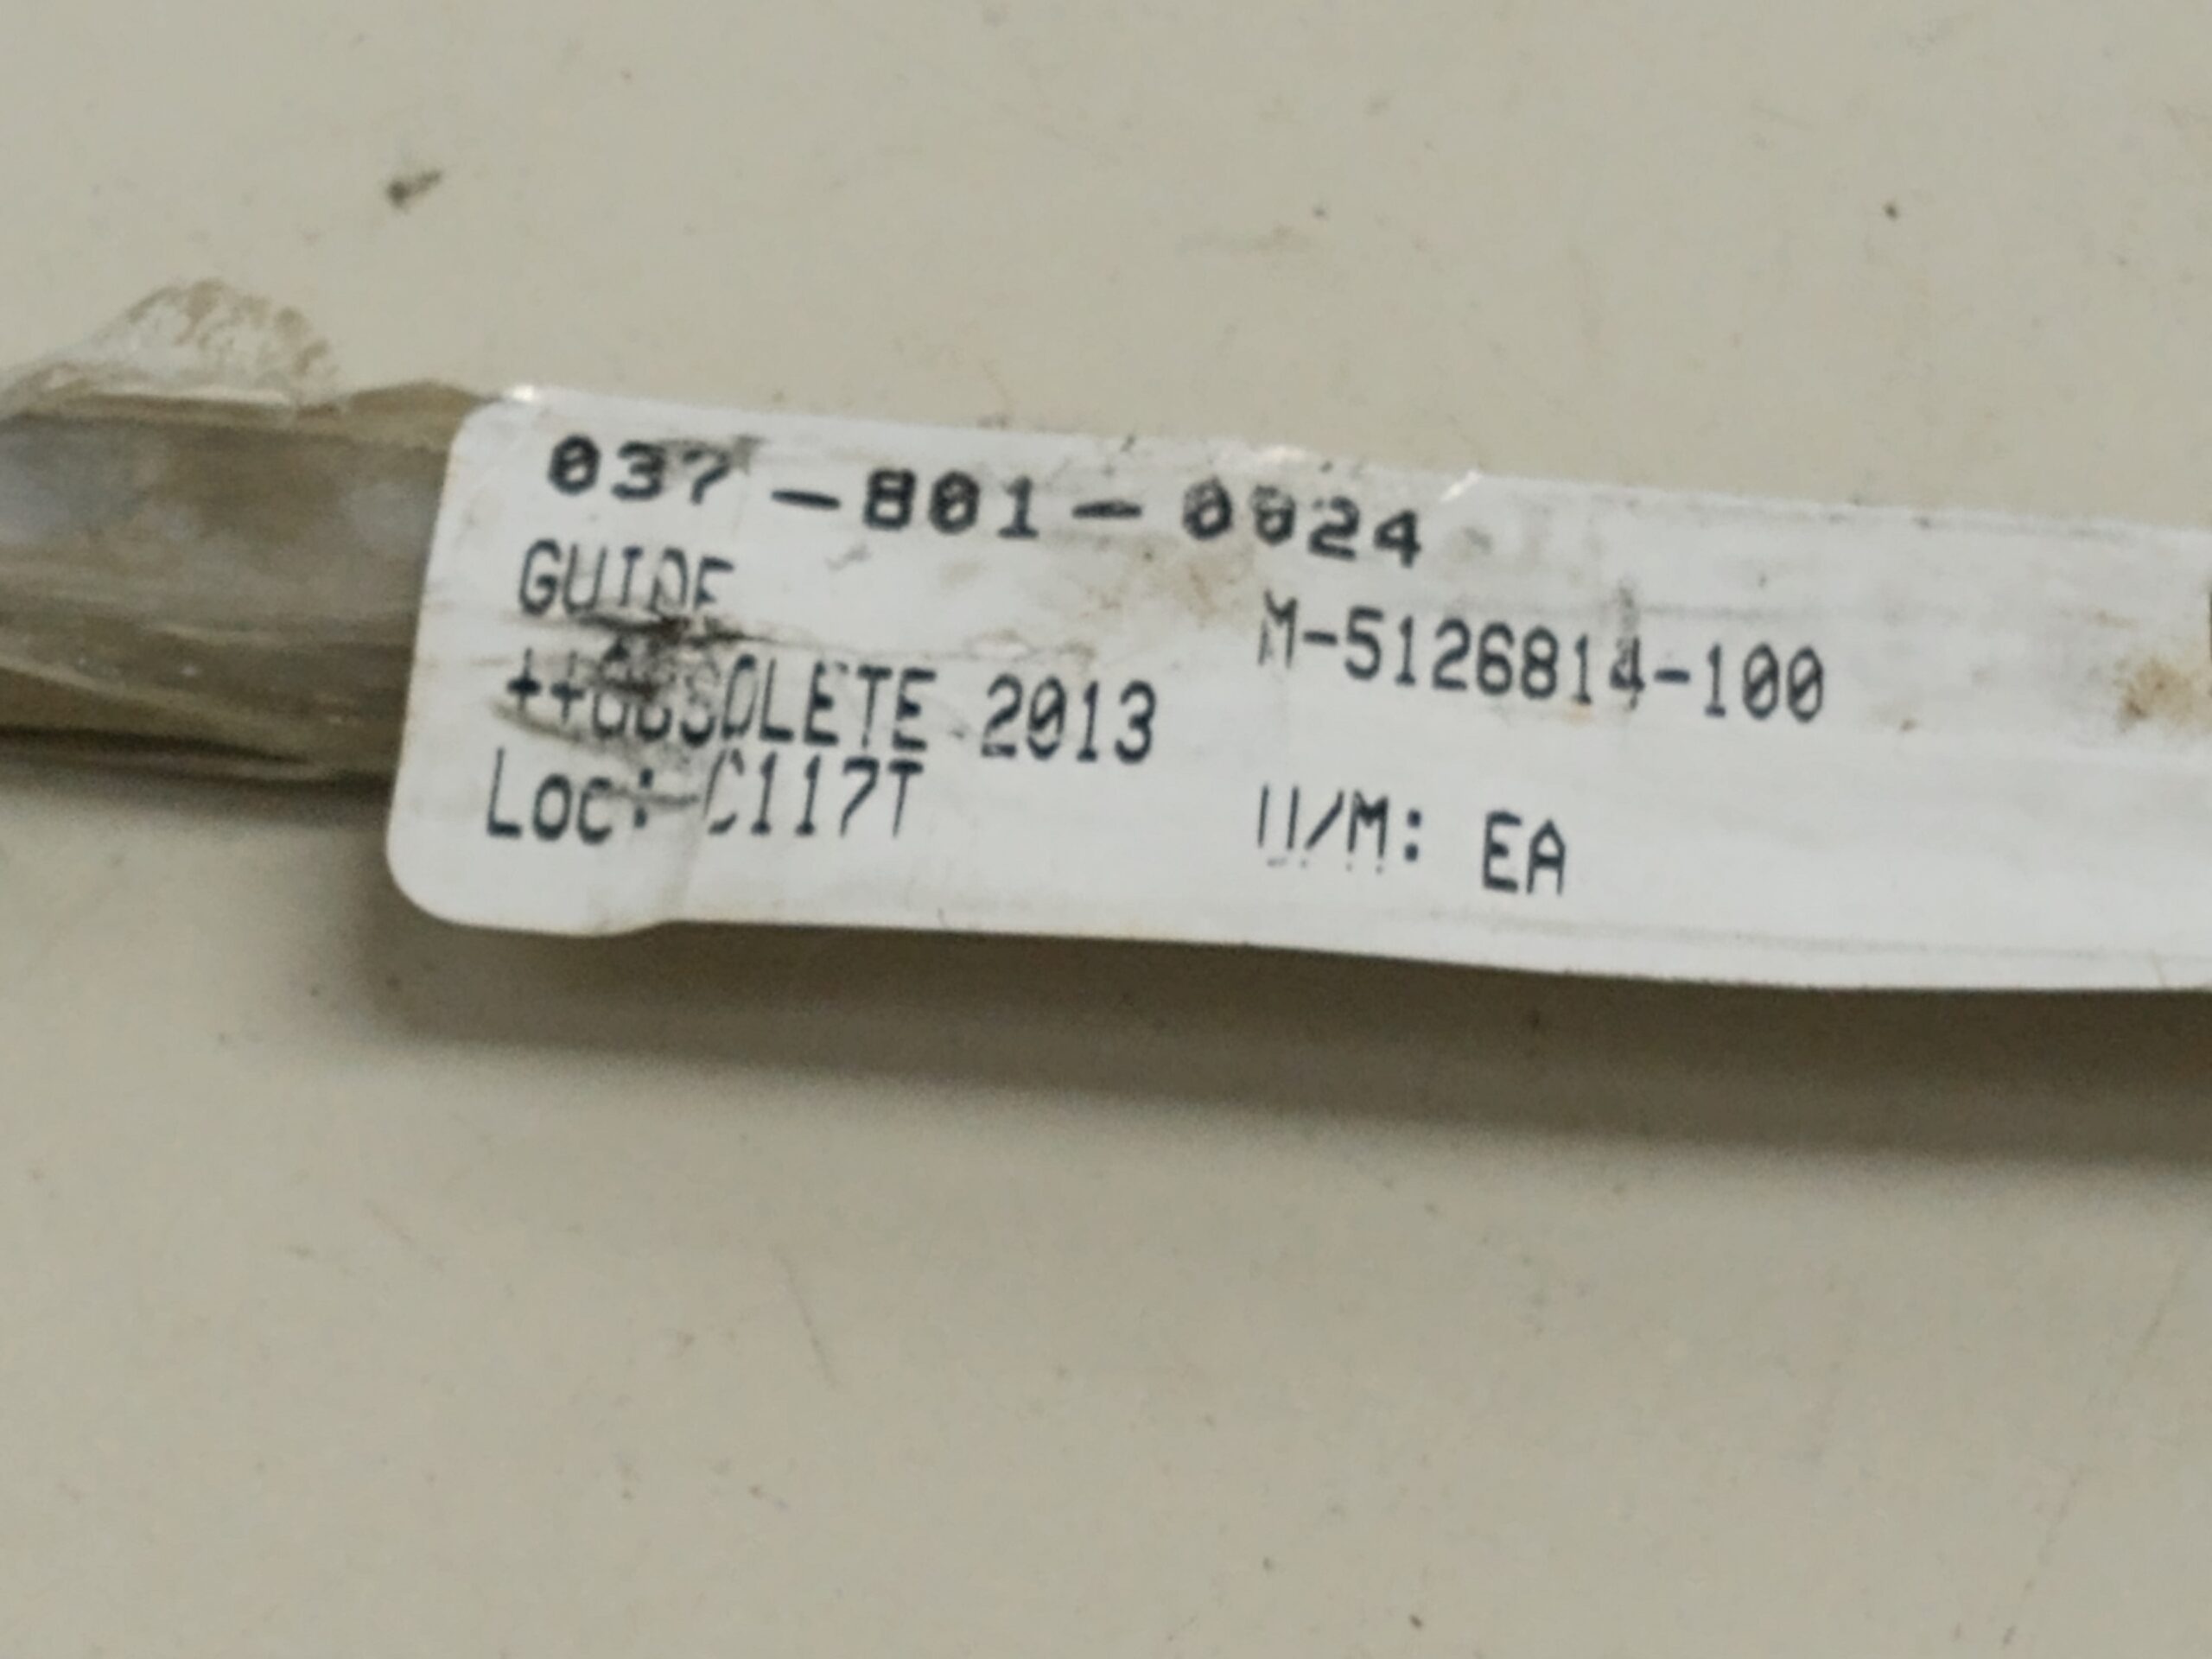 037-801-0024
GUIDE M-5126814-100
++OBSOLETE 2013
Loc: C117T U/M: EA